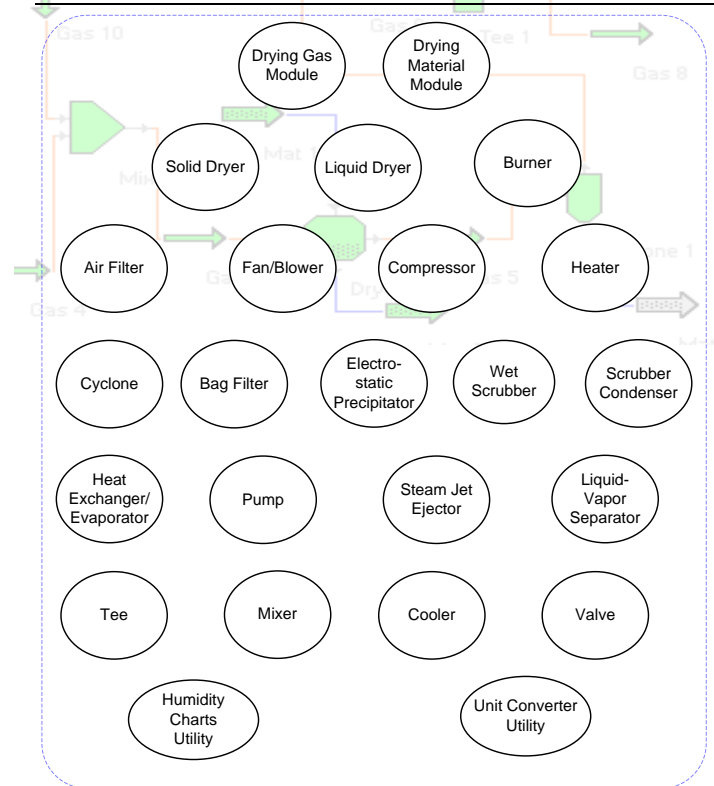 Gas 10
Tee 1
Gas 8
Drying Gas
Module
Drying
Material
Module
Mat 1
Solid Dryer
Liquid Dryer
Burner
Air Filter
Fan/Blower
Compressor
Heater
Gas 4
Cyclone
Bag Filter
Electro-
static
Precipitator
Wet
Scrubber
Scrubber
Condenser
Heat
Exchanger/
Evaporator
Pump
Steam Jet
Ejector
Liquid-
Vapor
Separator
Tee
Mixer
Cooler
Valve
Humidity
Charts
Utility
Unit Converter
Utility